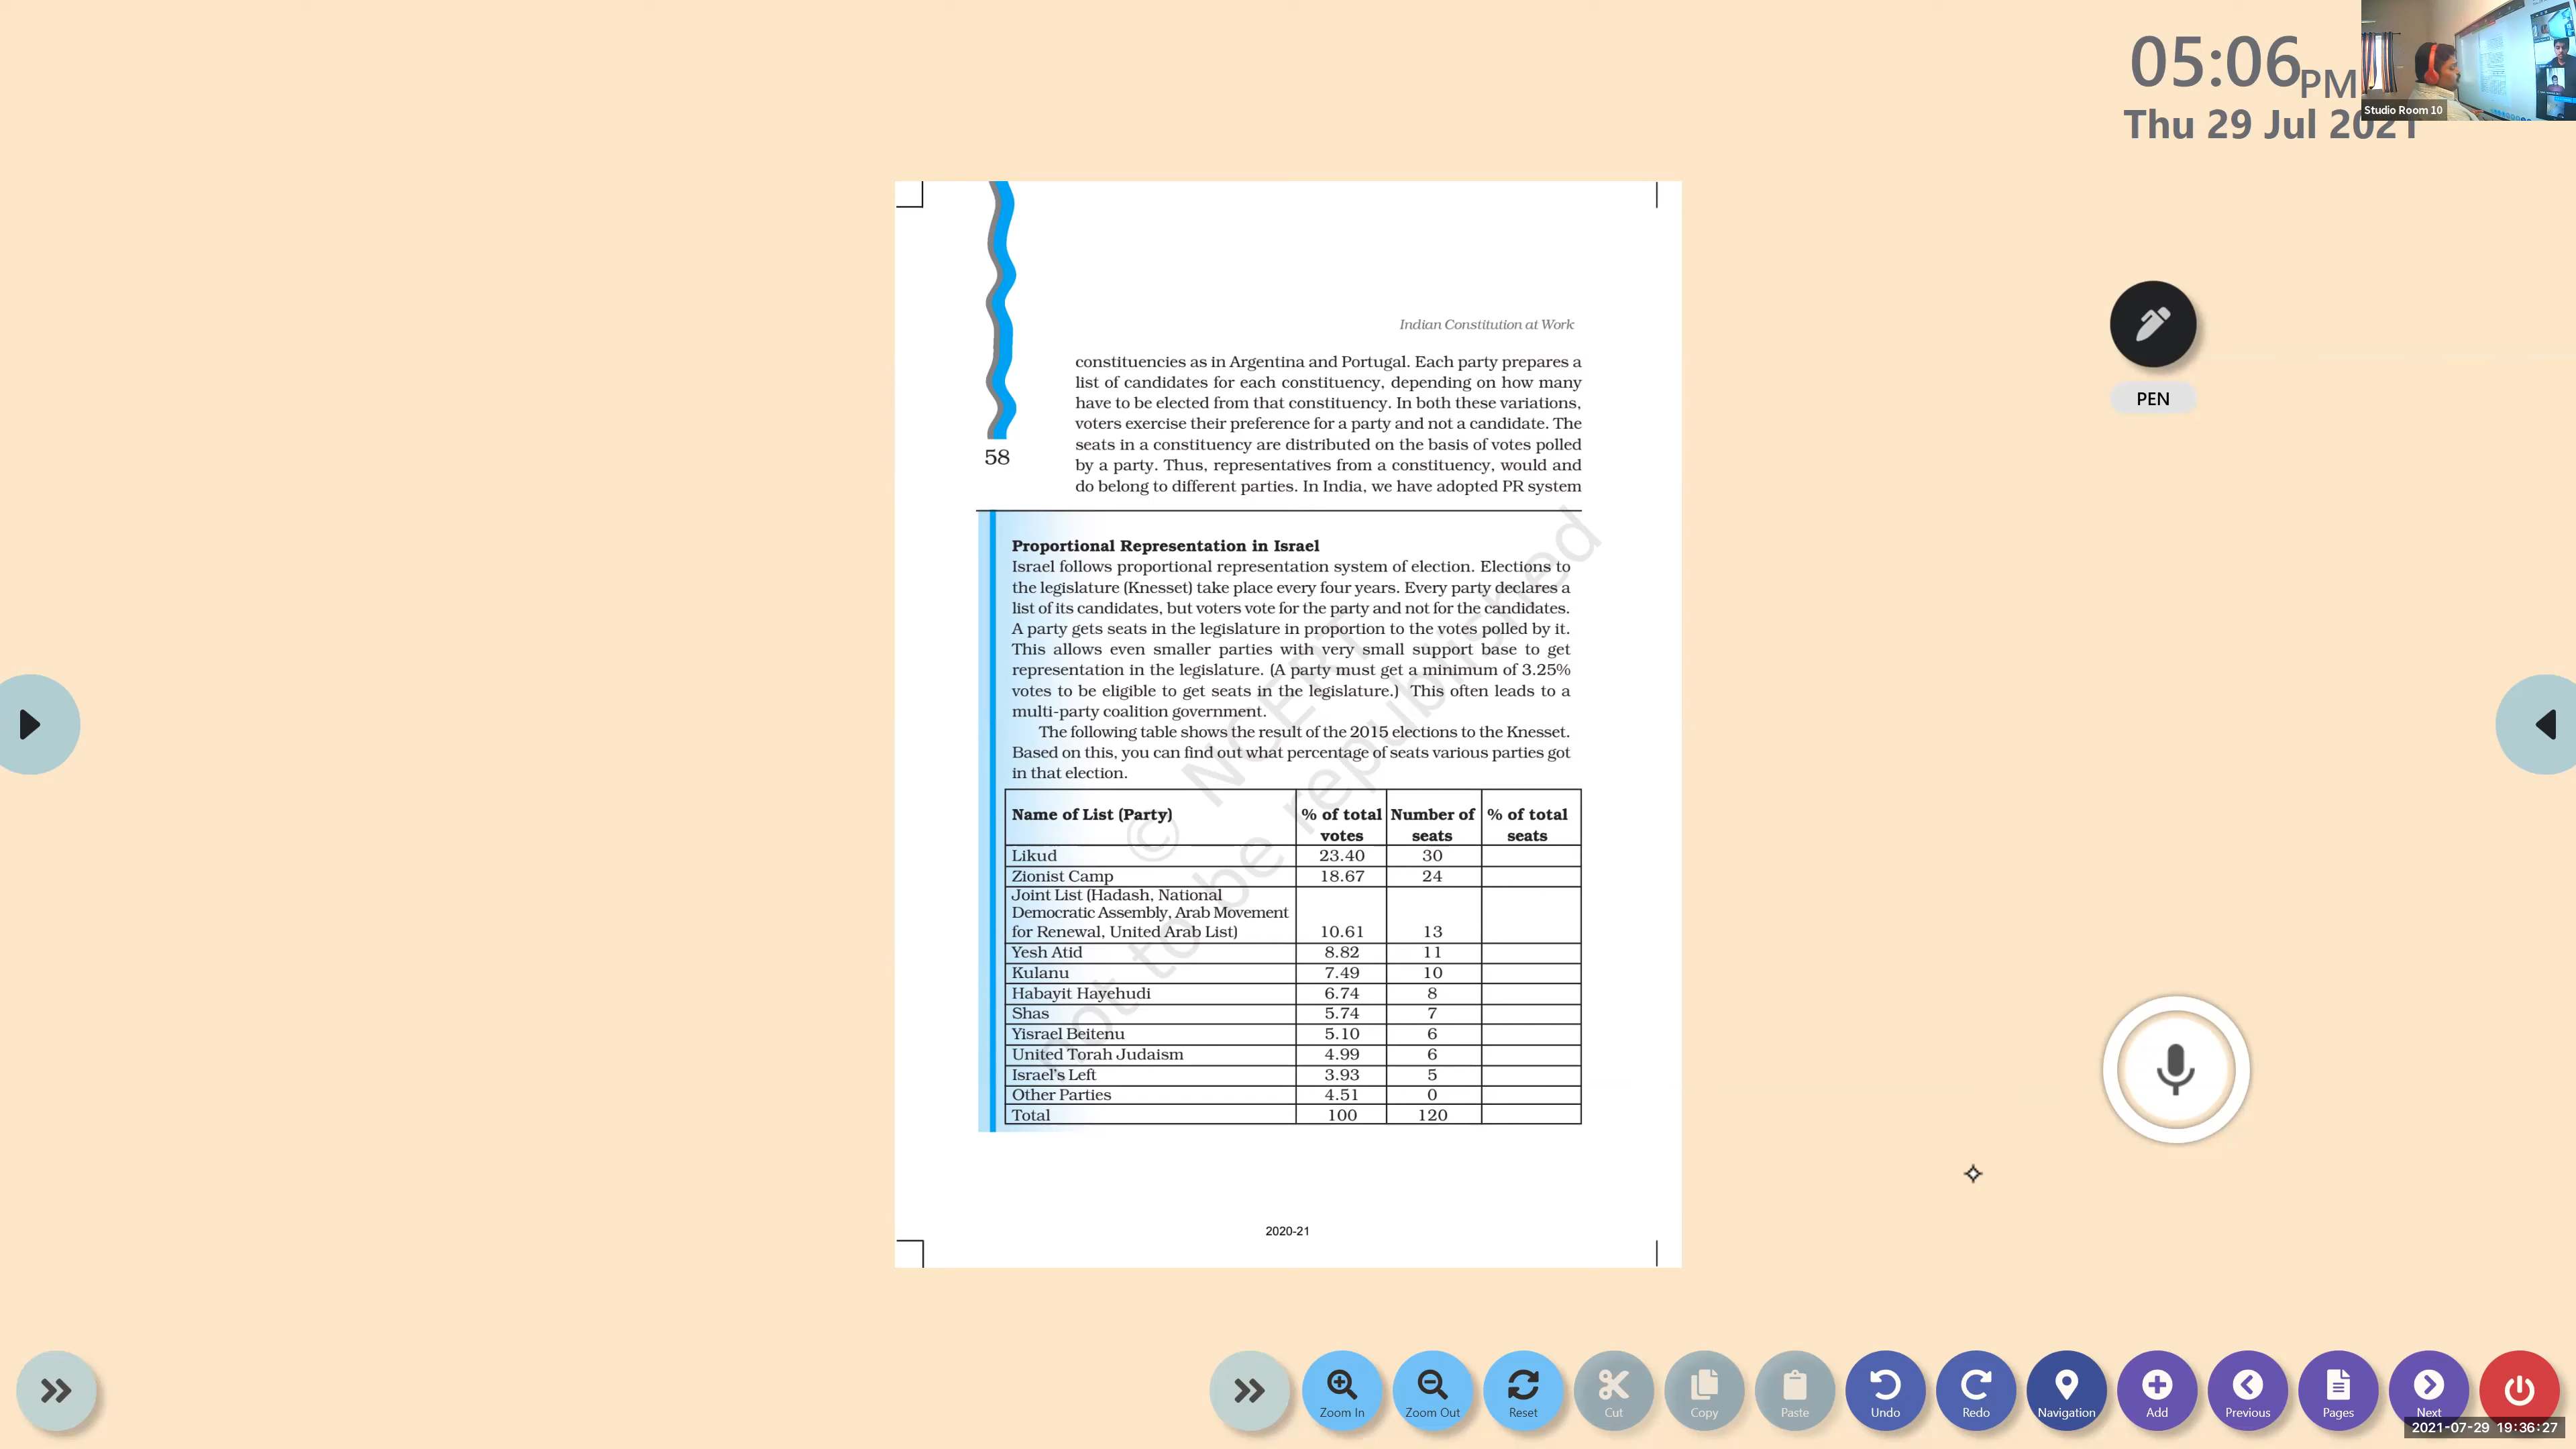 05:06 PM
Thu 29 Jul 2021
Studio Room 10
PEN
Indian Constitution at Work
constituencies as in Argentina and Portugal. Each party prepares a
list of candidates for each constituency, depending on how many
have to be elected from that constituency. In both these variations,
voters exercise their preference for a party and not a candidate. The
seats in a constituency are distributed on the basis of votes polled
by a party. Thus, representatives from a constituency, would and
do belong to different parties. In India, we have adopted PR system
58
Proportional Representation in Israel
Israel follows proportional representation system of election. Elections to
the legislature (Knesset) take place every four years. Every party declares a
list of its candidates, but voters vote for the party and not for the candidates.
A party gets seats in the legislature in proportion to the votes polled by it.
This allows even smaller parties with very small support base to get
representation in the legislature. (A party must get a minimum of 3.25%
votes to be eligible to get seats in the legislature.) This often leads to a
multi-party coalition government.
The following table shows the result of the 2015 elections to the Knesset.
Based on this, you can find out what percentage of seats various parties got
in that election.
Name of List (Party) % of total votes Number of seats % of total seats
Likud 23.40 30
Zionist Camp 18.67 24
Joint List (Hadash, National
Democratic Assembly, Arab Movement
for Renewal, United Arab List) 10.61 13
Yesh Atid 8.82 11
Kulanu 7.49 10
Habayit Hayehudi 6.74 8
Shas 5.74 7
Yisrael Beitenu 5.10 6
United Torah Judaism 4.99 6
Israel's Left 3.93 5
Other Parties 4.51 0
Total 100 120
© NCERT
not to be republished
2020-21
Zoom In Zoom Out Reset Cut Copy Paste Undo Redo Navigation Add Previous Pages Next
2021-07-29 19:36:27